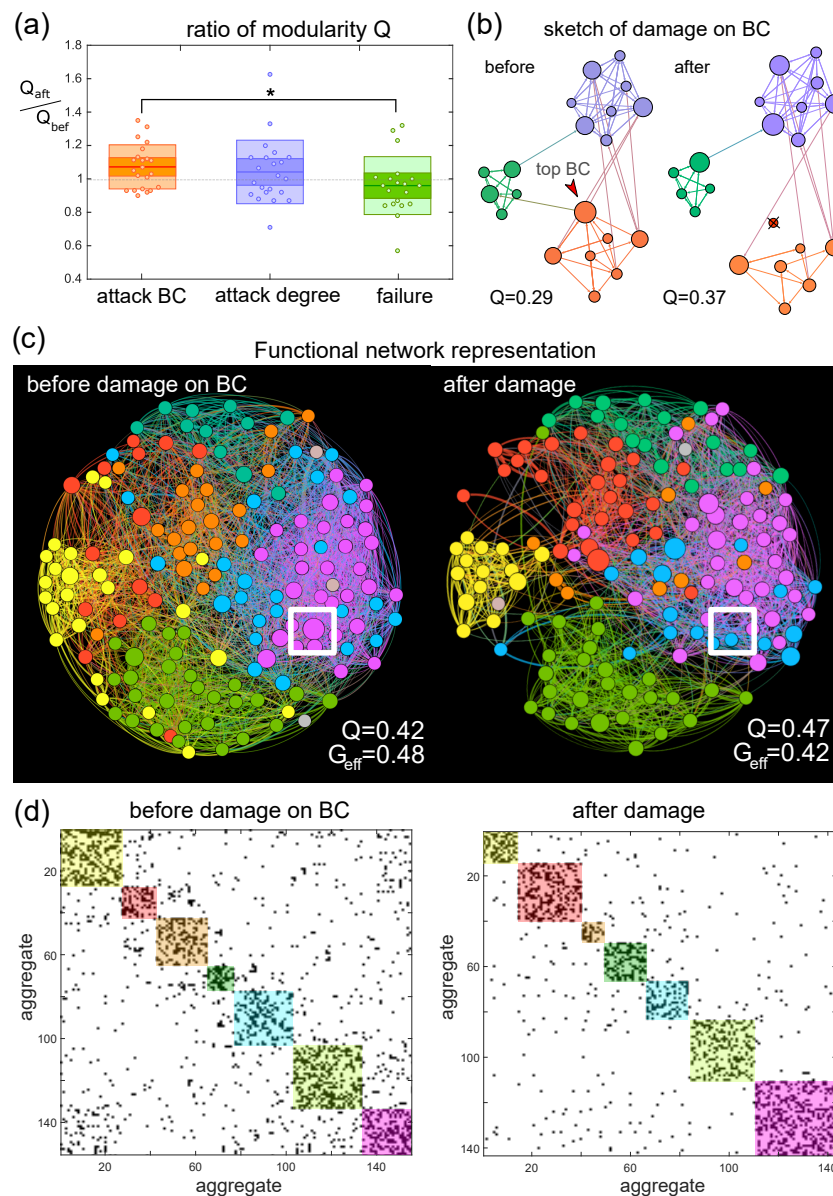 (a)
ratio of modularity Q
Q_aft
Q_bef
1.8
1.6
1.4
1.2
1
0.8
0.6
0.4
*
attack BC attack degree failure
(b)
sketch of damage on BC
before after
top BC
Q=0.29 Q=0.37
(c)
Functional network representation
before damage on BC
Q=0.42
G_eff=0.48
after damage
Q=0.47
G_eff=0.42
(d)
before damage on BC
aggregate
20
60
100
140
20 60 100 140
aggregate
after damage
aggregate
20
60
100
140
20 60 100 140
aggregate